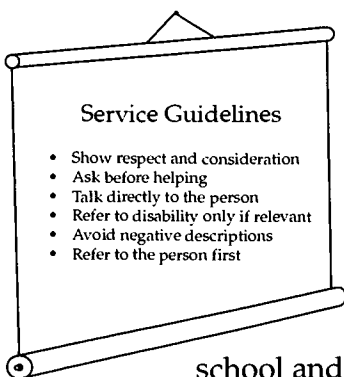 Service Guidelines
• Show respect and consideration
• Ask before helping
• Talk directly to the person
• Refer to disability only if relevant
• Avoid negative descriptions
• Refer to the person first
school and